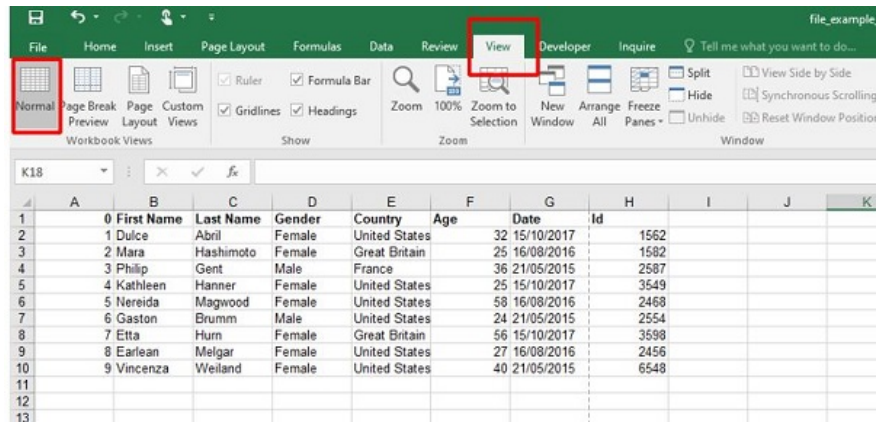 file_example_
File Home Insert Page Layout Formulas Data Review View Developer Inquire Tell me what you want to do...
Normal Page Break Preview Page Layout Custom Views
Ruler Formula Bar
Gridlines Headings
Zoom 100% Zoom to Selection
New Window Arrange All Freeze Panes
Split
Hide
Unhide
View Side by Side
Synchronous Scrolling
Reset Window Position
Workbook Views Show Zoom Window
K18 fx
A B C D E F G H I J K
1 0 First Name Last Name Gender Country Age Date Id
2 1 Dulce Abril Female United States 32 15/10/2017 1562
3 2 Mara Hashimoto Female Great Britain 25 16/08/2016 1582
4 3 Philip Gent Male France 36 21/05/2015 2587
5 4 Kathleen Hanner Female United States 25 15/10/2017 3549
6 5 Nereida Magwood Female United States 58 16/08/2016 2468
7 6 Gaston Brumm Male United States 24 21/05/2015 2554
8 7 Etta Hurn Female Great Britain 56 15/10/2017 3598
9 8 Earlean Melgar Female United States 27 16/08/2016 2456
10 9 Vincenza Weiland Female United States 40 21/05/2015 6548
11
12
13